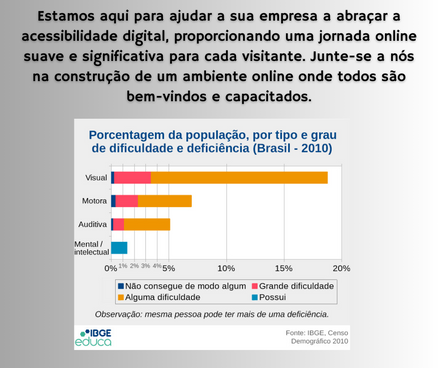 Estamos aqui para ajudar a sua empresa a abraçar a
acessibilidade digital, proporcionando uma jornada online
suave e significativa para cada visitante. Junte-se a nós
na construção de um ambiente online onde todos são
bem-vindos e capacitados.
Porcentagem da população, por tipo e grau
de dificuldade e deficiência (Brasil - 2010)
Visual
Motora
Auditiva
Mental /
intelectual
0% 1% 2% 3% 4% 5% 10% 15% 20%
Não consegue de modo algum Grande dificuldade
Alguma dificuldade Possui
Observação: mesma pessoa pode ter mais de uma deficiência.
IBGE
educa
Fonte: IBGE, Censo
Demográfico 2010